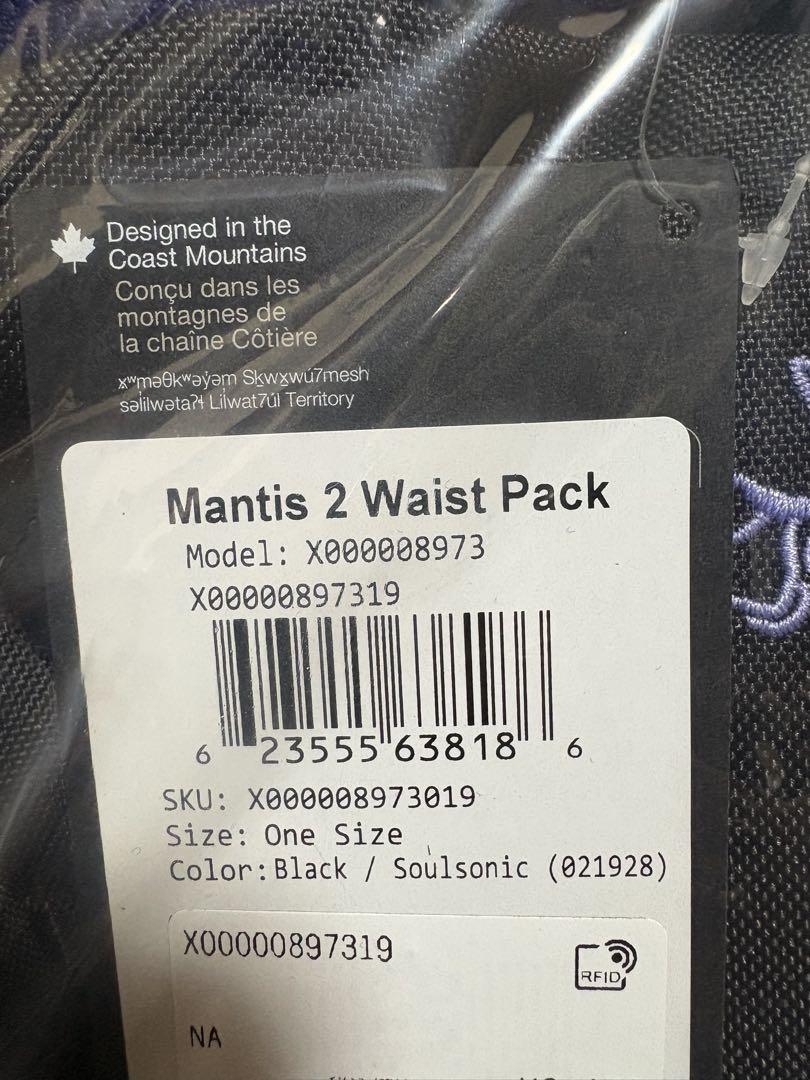 Designed in the
Coast Mountains
Conçu dans les
montagnes de
la chaîne Côtière
xʷməθkʷəy̓əm Sḵwx̱wú7mesh
səl̓ilwətaʔɬ Lil̓wat7úl Territory
Mantis 2 Waist Pack
Model: X000008973
X00000897319
6 23555 63818 6
SKU: X000008973019
Size: One Size
Color: Black / Soulsonic (021928)
X00000897319
RFID
NA